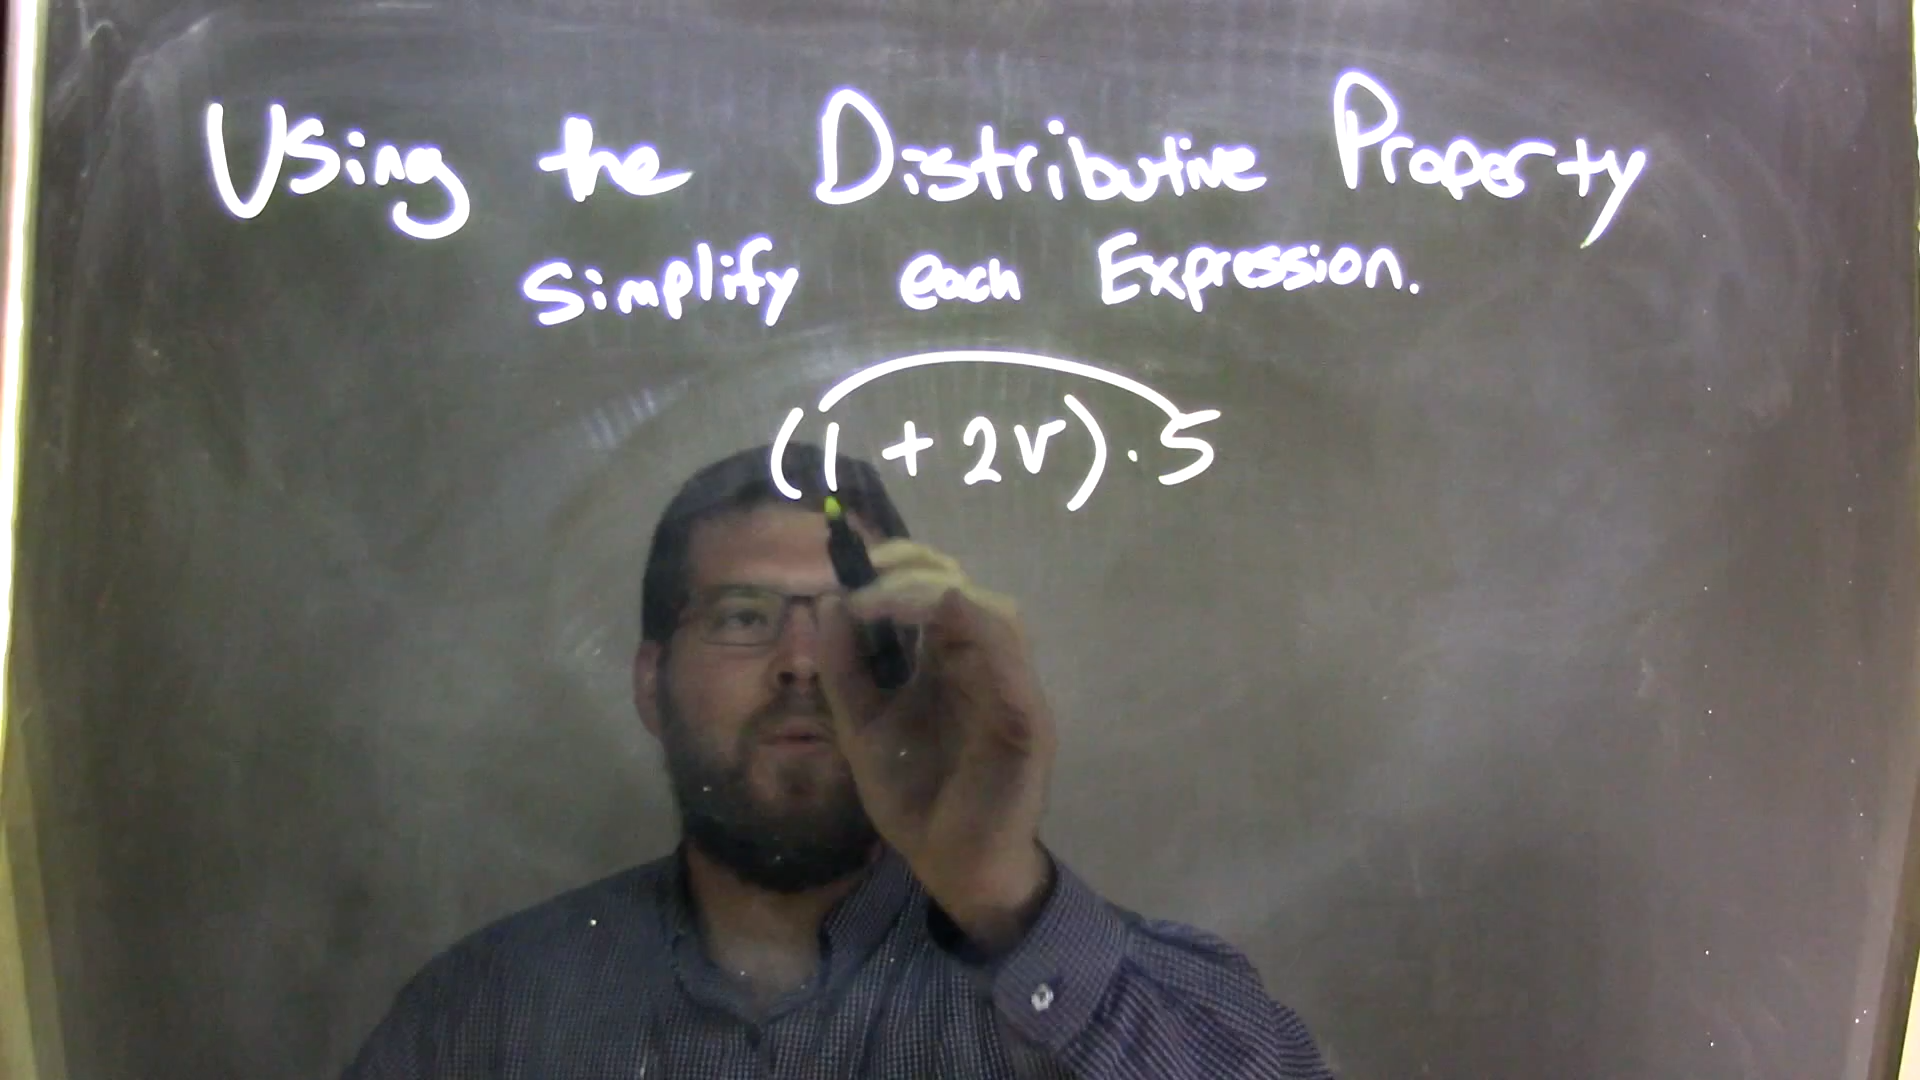 Using the Distributive Property
Simplify each Expression.
(1 + 2v) · 5